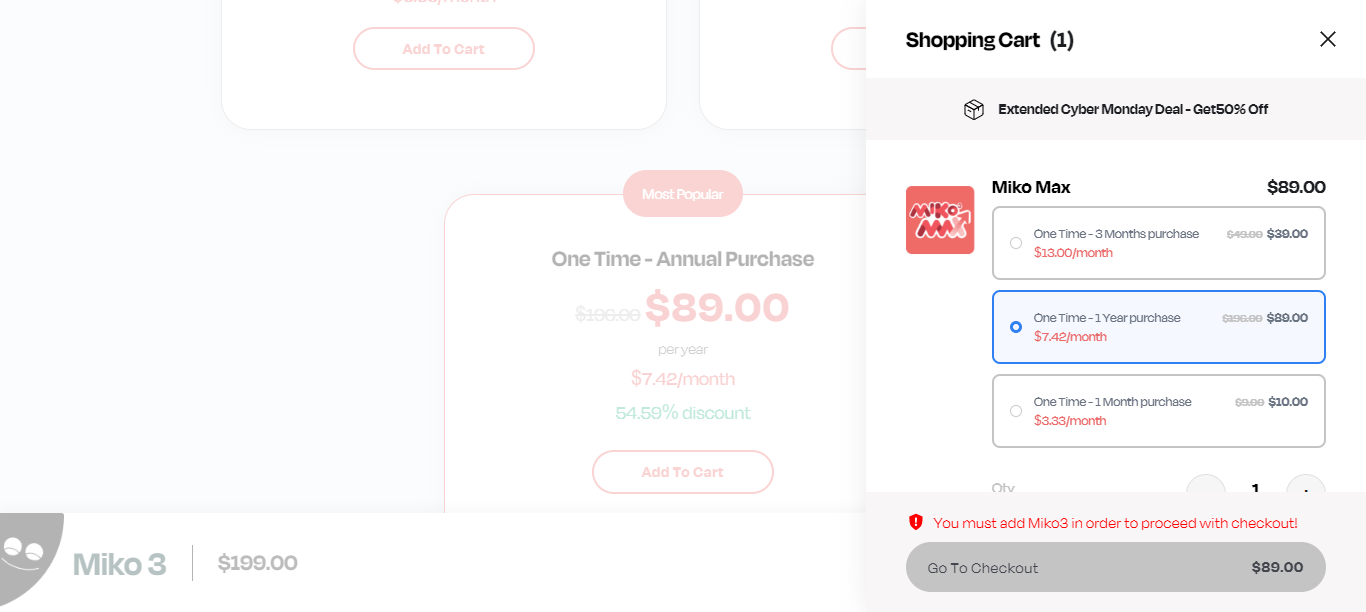 Add To Cart
Most Popular
One Time - Annual Purchase
$196.00 $89.00
per year
$7.42/month
54.59% discount
Add To Cart
Miko 3
$199.00
Shopping Cart (1)
Extended Cyber Monday Deal - Get50% Off
MIKO MAX
Miko Max
$89.00
One Time - 3 Months purchase
$49.00 $39.00
$13.00/month
One Time - 1 Year purchase
$196.00 $89.00
$7.42/month
One Time - 1 Month purchase
$9.00 $10.00
$3.33/month
Qty
1
You must add Miko3 in order to proceed with checkout!
Go To Checkout
$89.00